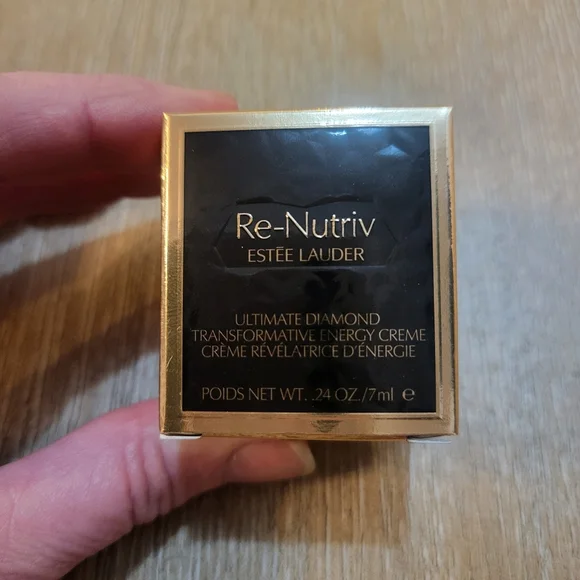 Re-Nutriv
ESTĒE LAUDER
ULTIMATE DIAMOND
TRANSFORMATIVE ENERGY CREME
CRÈME RÉVÉLATRICE D'ÉNERGIE
POIDS NET WT. .24 OZ./7ml ℮